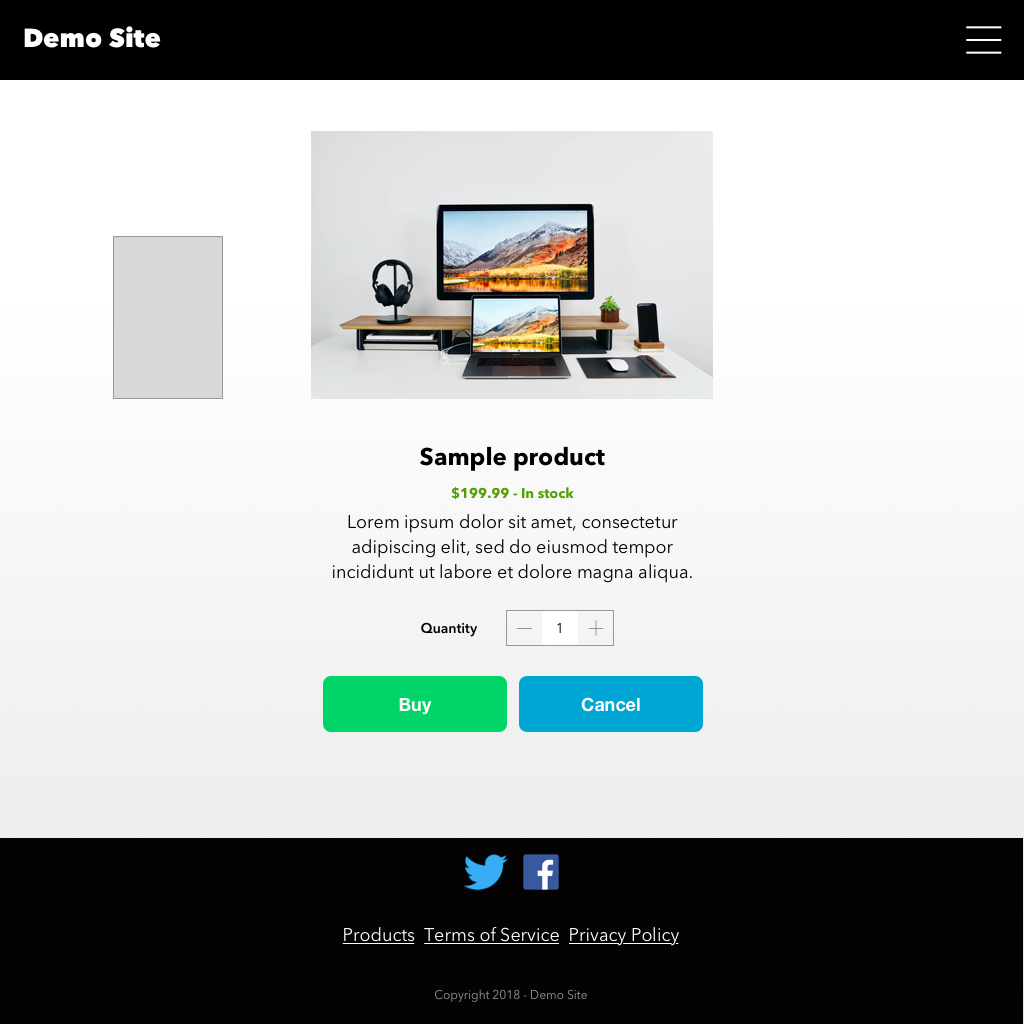 Demo Site
Sample product
$199.99 - In stock
Lorem ipsum dolor sit amet, consectetur
adipiscing elit, sed do eiusmod tempor
incididunt ut labore et dolore magna aliqua.
Quantity 1
Buy Cancel
Products Terms of Service Privacy Policy
Copyright 2018 - Demo Site